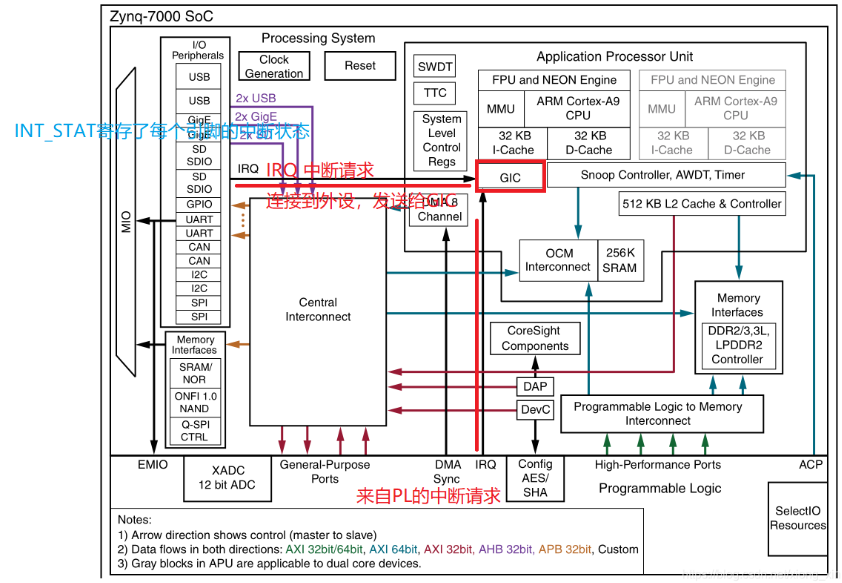 Zynq-7000 SoC
Processing System
I/O
Peripherals
USB
USB
GigE
GigE
SD
SDIO
SD
SDIO
GPIO
UART
UART
CAN
CAN
I2C
I2C
SPI
SPI
MIO
Memory
Interfaces
SRAM/
NOR
ONFI 1.0
NAND
Q-SPI
CTRL
Clock
Generation
Reset
2x USB
2x GigE
2x SD
INT_STAT寄存了每个引脚的中断状态
IRQ
IRQ 中断请求
连接到外设，发送给GIC
Central
Interconnect
SWDT
TTC
System
Level
Control
Regs
DMA 8
Channel
Application Processor Unit
FPU and NEON Engine
MMU
ARM Cortex-A9
CPU
32 KB
I-Cache
32 KB
D-Cache
FPU and NEON Engine
MMU
ARM Cortex-A9
CPU
32 KB
I-Cache
32 KB
D-Cache
GIC
Snoop Controller, AWDT, Timer
512 KB L2 Cache & Controller
OCM
Interconnect
256K
SRAM
Memory
Interfaces
DDR2/3,3L,
LPDDR2
Controller
CoreSight
Components
DAP
DevC
Programmable Logic to Memory
Interconnect
EMIO
XADC
12 bit ADC
General-Purpose
Ports
DMA
Sync
IRQ
Config
AES/
SHA
High-Performance Ports
ACP
来自PL的中断请求
Programmable Logic
SelectIO
Resources
Notes:
1) Arrow direction shows control (master to slave)
2) Data flows in both directions: AXI 32bit/64bit, AXI 64bit, AXI 32bit, AHB 32bit, APB 32bit, Custom
3) Gray blocks in APU are applicable to dual core devices.